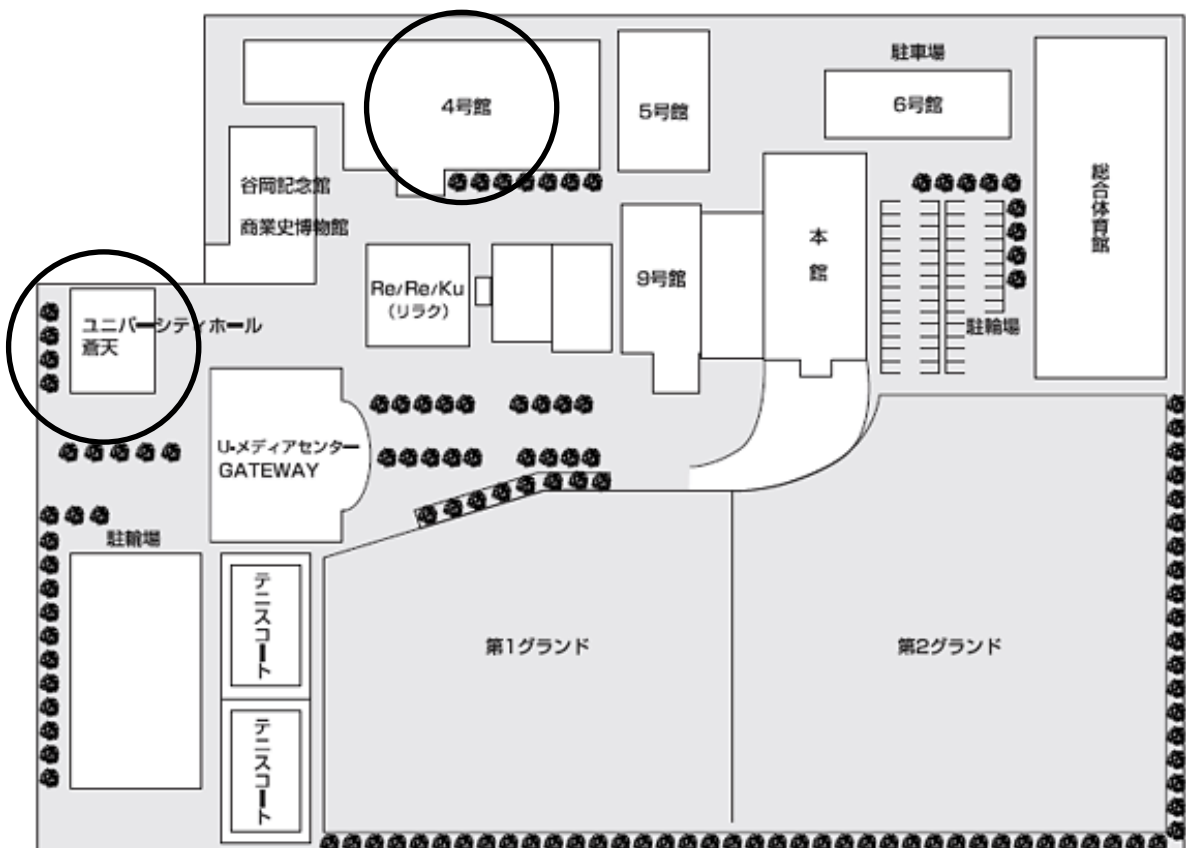 駐車場
4号館
5号館
6号館
谷岡記念館
商業史博物館
総合体育館
本館
9号館
Re/Re/Ku
(リラク)
ユニバーシティホール
蒼天
駐輪場
U-メディアセンター
GATEWAY
駐輪場
テニスコート
第1グランド
第2グランド
テニスコート